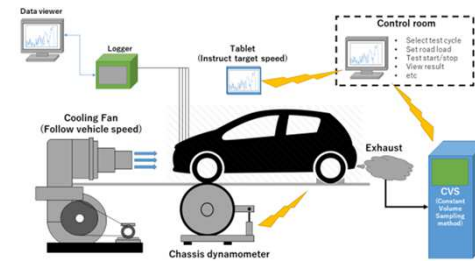 Data viewer
Logger
Tablet
(Instruct target speed)
Control room
• Select test cycle
• Set road load
• Test start/stop
• View result
• etc
Cooling Fan
(Follow vehicle speed)
Exhaust
CVS
(Constant
Volume
Sampling
method)
Chassis dynamometer